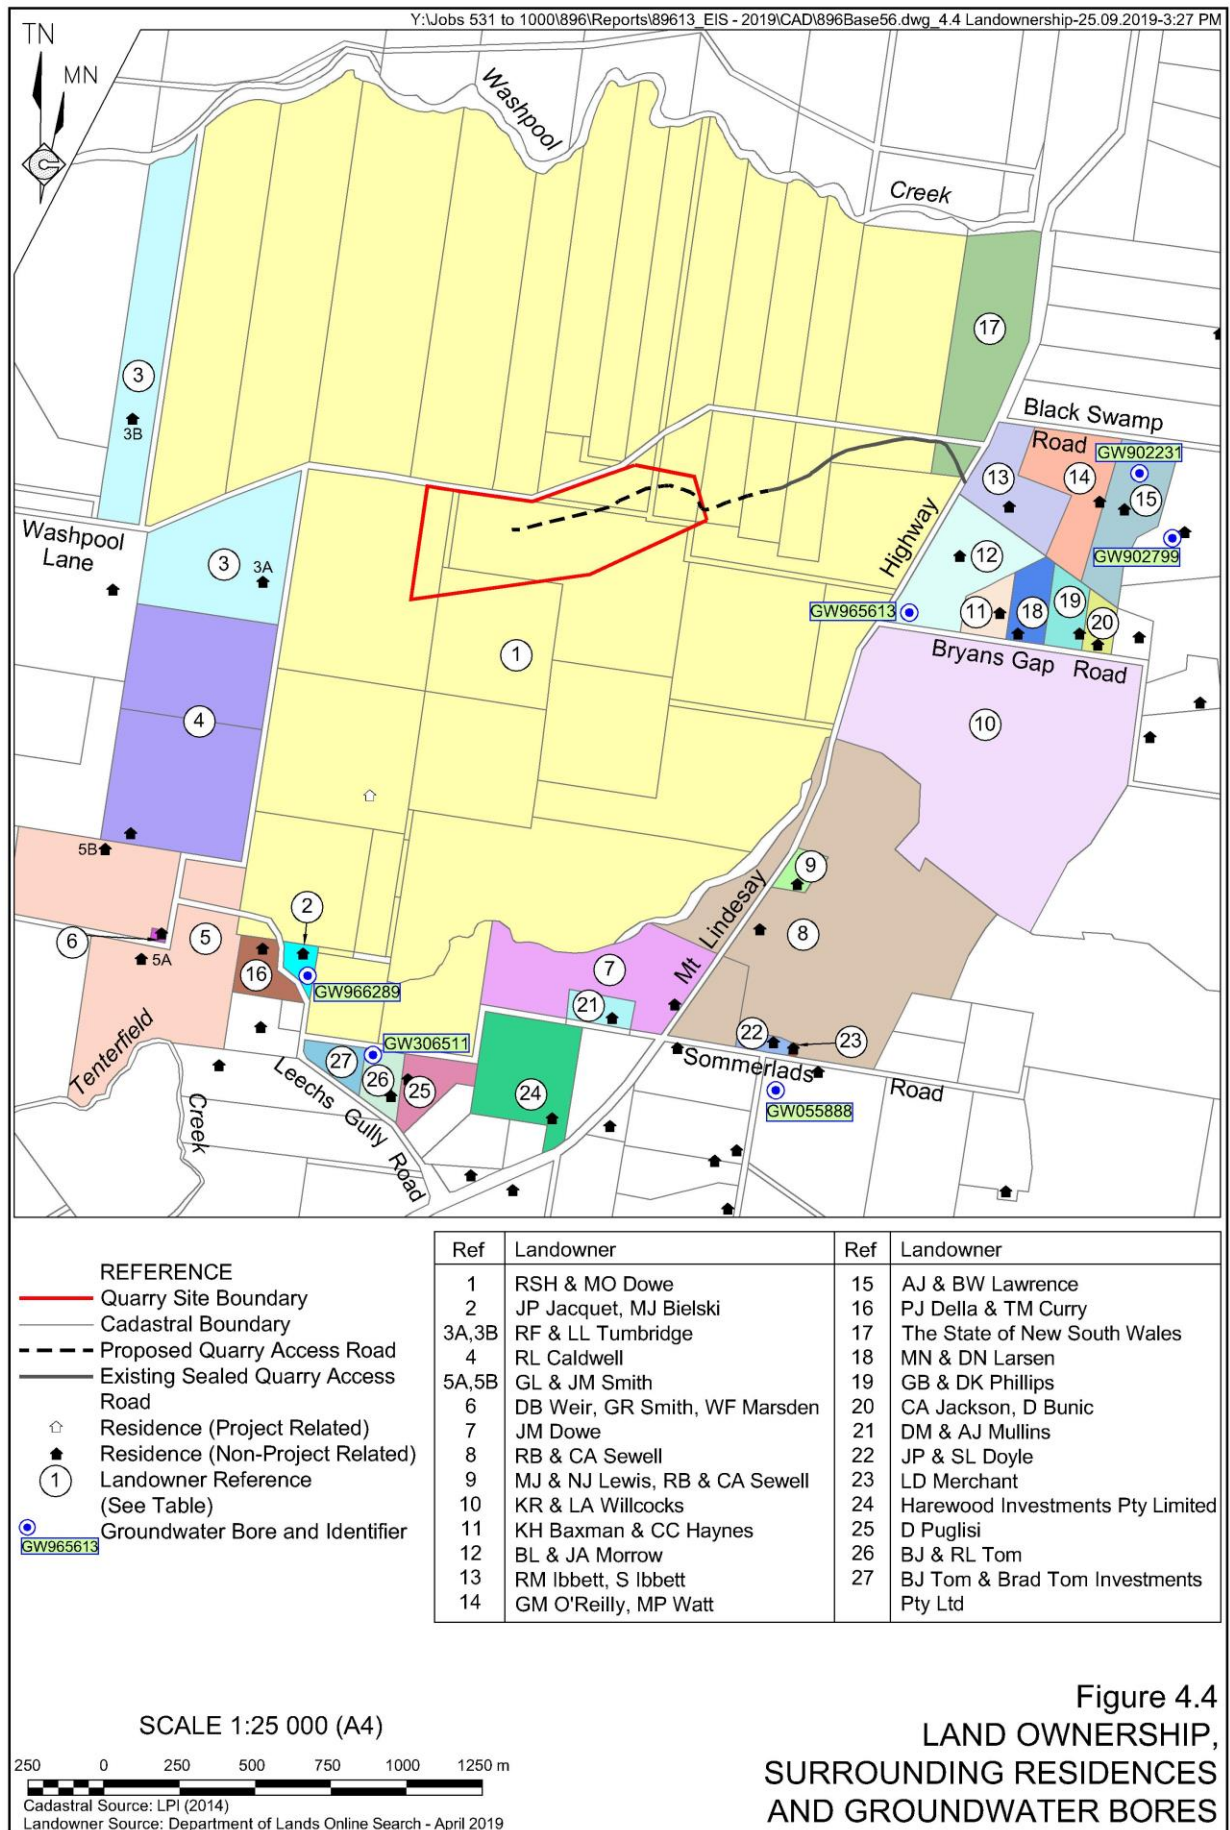 Y:\Jobs 531 to 1000\896\Reports\89613_EIS - 2019\CAD\896Base56.dwg_4.4 Landownership-25.09.2019-3:27 PM
TN
MN
Washpool
Creek
17
3
3B
Black Swamp
Road
GW902231
13
14
15
GW902799
Washpool
Lane
3
3A
Highway
12
GW965613
11
18
19
20
Bryans Gap Road
1
4
10
5B
9
2
Lindesay
6
5
8
5A
16
7
Mt
GW966289
21
Tenterfield
GW306511
22
23
27
Sommerlads
Leechs Gully Road
26
25
24
Road
Creek
GW055888
REFERENCE
Quarry Site Boundary
Cadastral Boundary
Proposed Quarry Access Road
Existing Sealed Quarry Access
Road
Residence (Project Related)
Residence (Non-Project Related)
1 Landowner Reference
(See Table)
Groundwater Bore and Identifier
GW965613
Ref Landowner
1 RSH & MO Dowe
2 JP Jacquet, MJ Bielski
3A,3B RF & LL Tumbridge
4 RL Caldwell
5A,5B GL & JM Smith
6 DB Weir, GR Smith, WF Marsden
7 JM Dowe
8 RB & CA Sewell
9 MJ & NJ Lewis, RB & CA Sewell
10 KR & LA Willcocks
11 KH Baxman & CC Haynes
12 BL & JA Morrow
13 RM Ibbett, S Ibbett
14 GM O'Reilly, MP Watt
Ref Landowner
15 AJ & BW Lawrence
16 PJ Della & TM Curry
17 The State of New South Wales
18 MN & DN Larsen
19 GB & DK Phillips
20 CA Jackson, D Bunic
21 DM & AJ Mullins
22 JP & SL Doyle
23 LD Merchant
24 Harewood Investments Pty Limited
25 D Puglisi
26 BJ & RL Tom
27 BJ Tom & Brad Tom Investments
Pty Ltd
SCALE 1:25 000 (A4)
250 0 250 500 750 1000 1250 m
Cadastral Source: LPI (2014)
Landowner Source: Department of Lands Online Search - April 2019
Figure 4.4
LAND OWNERSHIP,
SURROUNDING RESIDENCES
AND GROUNDWATER BORES